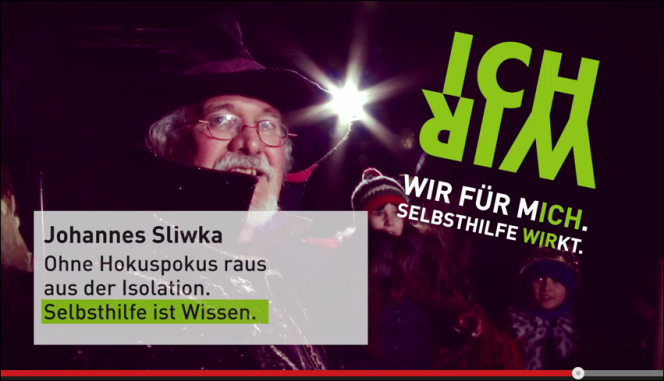 ICH
WIR
WIR FÜR MICH.
SELBSTHILFE WIRKT.
Johannes Sliwka
Ohne Hokuspokus raus
aus der Isolation.
Selbsthilfe ist Wissen.